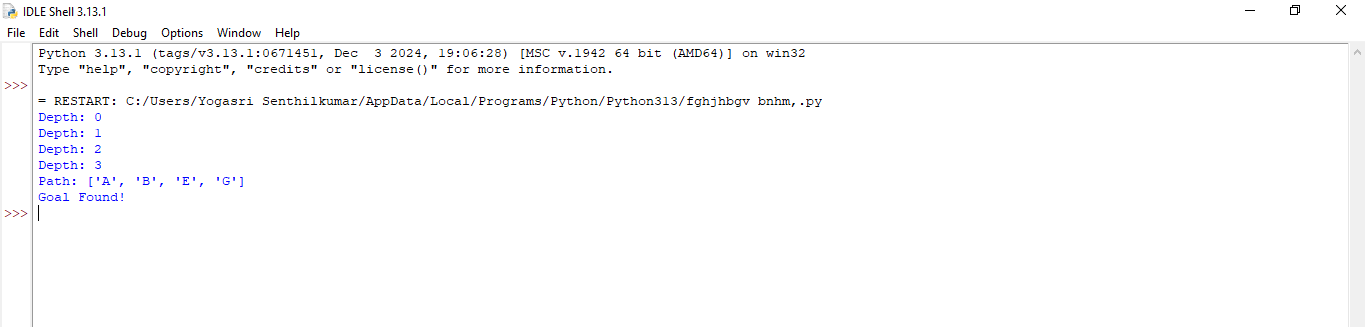 IDLE Shell 3.13.1
File Edit Shell Debug Options Window Help
Python 3.13.1 (tags/v3.13.1:0671451, Dec  3 2024, 19:06:28) [MSC v.1942 64 bit (AMD64)] on win32
Type "help", "copyright", "credits" or "license()" for more information.
>>>
= RESTART: C:/Users/Yogasri Senthilkumar/AppData/Local/Programs/Python/Python313/fghjhbgv bnhm,.py
Depth: 0
Depth: 1
Depth: 2
Depth: 3
Path: ['A', 'B', 'E', 'G']
Goal Found!
>>>